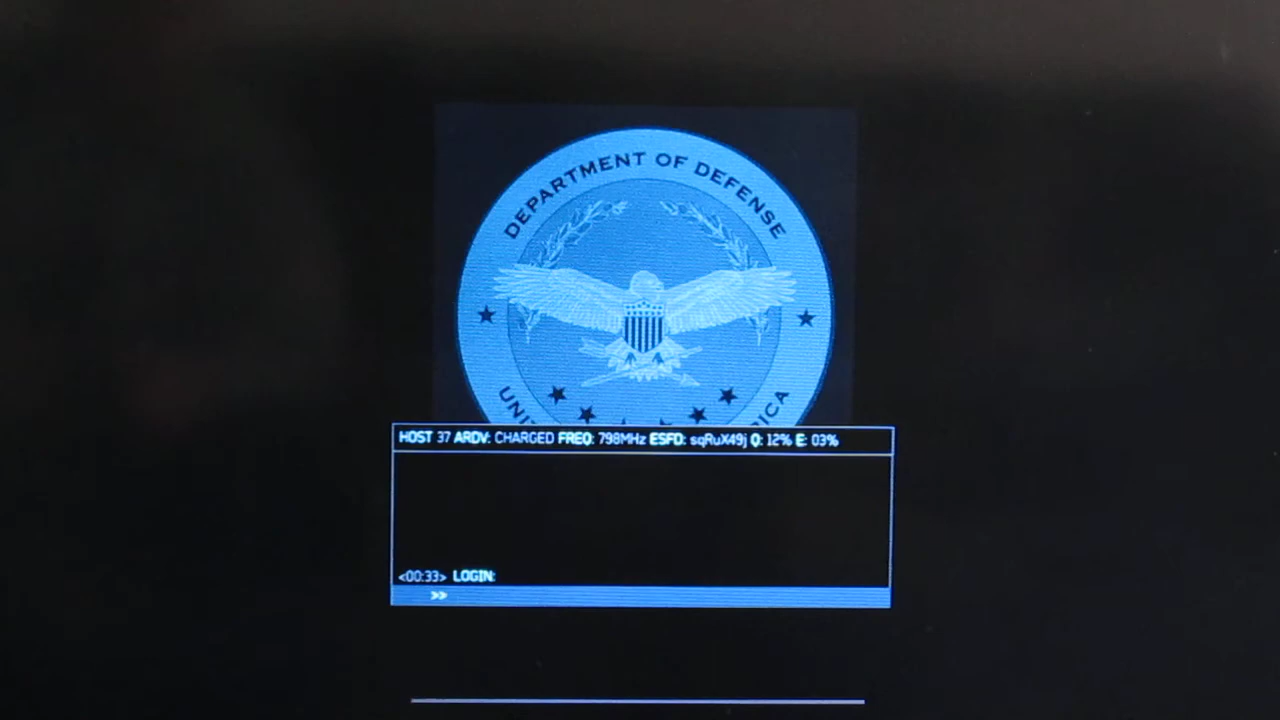 DEPARTMENT OF DEFENSE
HOST 37 ARDV: CHARGED FREQ: 798MHz ESFD: sqRuX49j Q: 12% E: 03%
<00:33> LOGIN:
>>